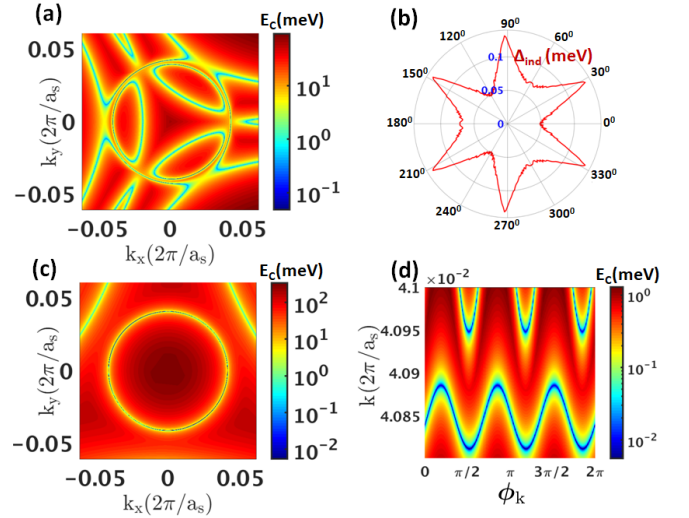 (a)
E_C(meV)
0.05
0
−0.05
k_y(2π/a_s)
10^1
10^0
10^-1
−0.05
0
0.05
k_x(2π/a_s)
(b)
90^0
120^0
60^0
150^0
30^0
180^0
0^0
210^0
330^0
240^0
300^0
270^0
0.1
0.05
0
Δ_ind (meV)
(c)
E_C(meV)
0.05
0
−0.05
k_y(2π/a_s)
10^2
10^1
10^0
10^-1
10^-2
−0.05
0
0.05
k_x(2π/a_s)
(d)
×10^-2
E_C(meV)
4.1
4.095
4.09
4.085
k(2π/a_s)
10^0
10^-1
10^-2
0
π/2
π
3π/2
2π
ϕ_k